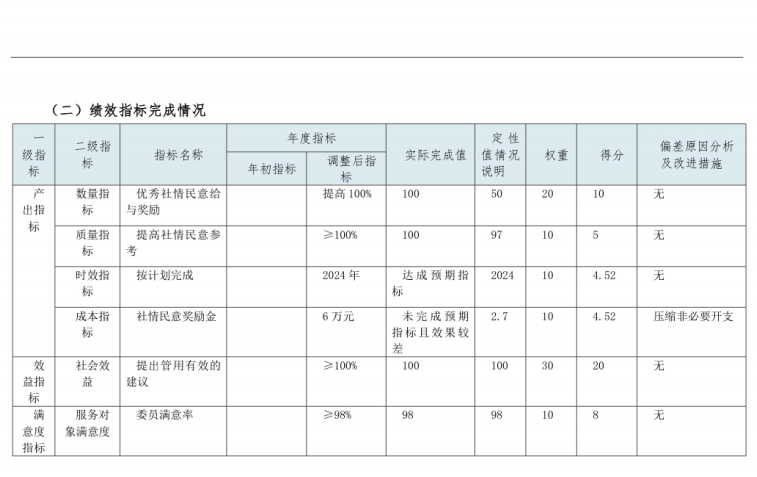 （二）绩效指标完成情况
一级指标 二级指标 指标名称 年度指标 实际完成值 定性值情况说明 权重 得分 偏差原因分析及改进措施
年初指标 调整后指标
产出指标 数量指标 优秀社情民意给与奖励 提高 100% 100 50 20 10 无
质量指标 提高社情民意参考 ≥100% 100 97 10 5 无
时效指标 按计划完成 2024 年 达成预期指标 2024 10 4.52 无
成本指标 社情民意奖励金 6 万元 未完成预期指标且效果较差 2.7 10 4.52 压缩非必要开支
效益指标 社会效益 提出管用有效的建议 ≥100% 100 100 30 20 无
满意度指标 服务对象满意度 委员满意率 ≥98% 98 98 10 8 无